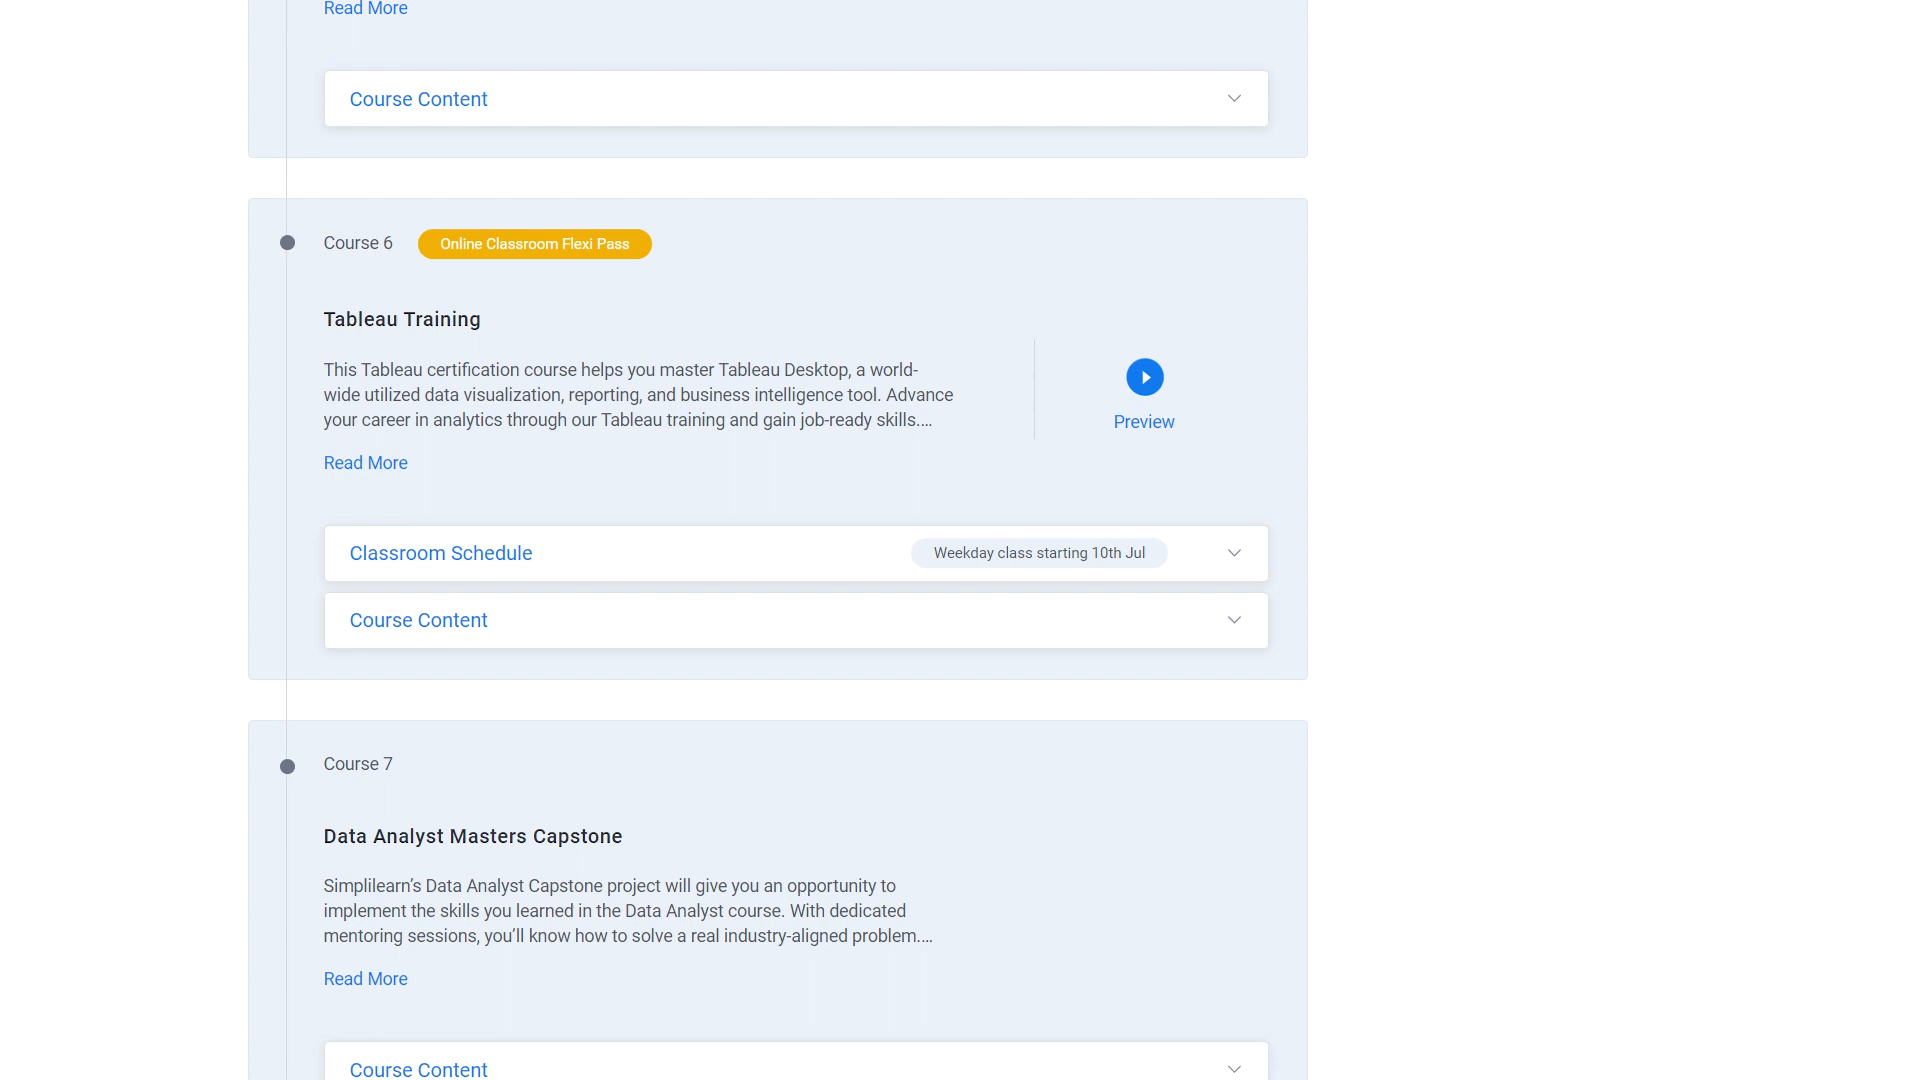 Read More
Course Content
Course 6
Online Classroom Flexi Pass
Tableau Training
This Tableau certification course helps you master Tableau Desktop, a world-
wide utilized data visualization, reporting, and business intelligence tool. Advance
your career in analytics through our Tableau training and gain job-ready skills....
Preview
Read More
Classroom Schedule
Weekday class starting 10th Jul
Course Content
Course 7
Data Analyst Masters Capstone
Simplilearn’s Data Analyst Capstone project will give you an opportunity to
implement the skills you learned in the Data Analyst course. With dedicated
mentoring sessions, you’ll know how to solve a real industry-aligned problem....
Read More
Course Content